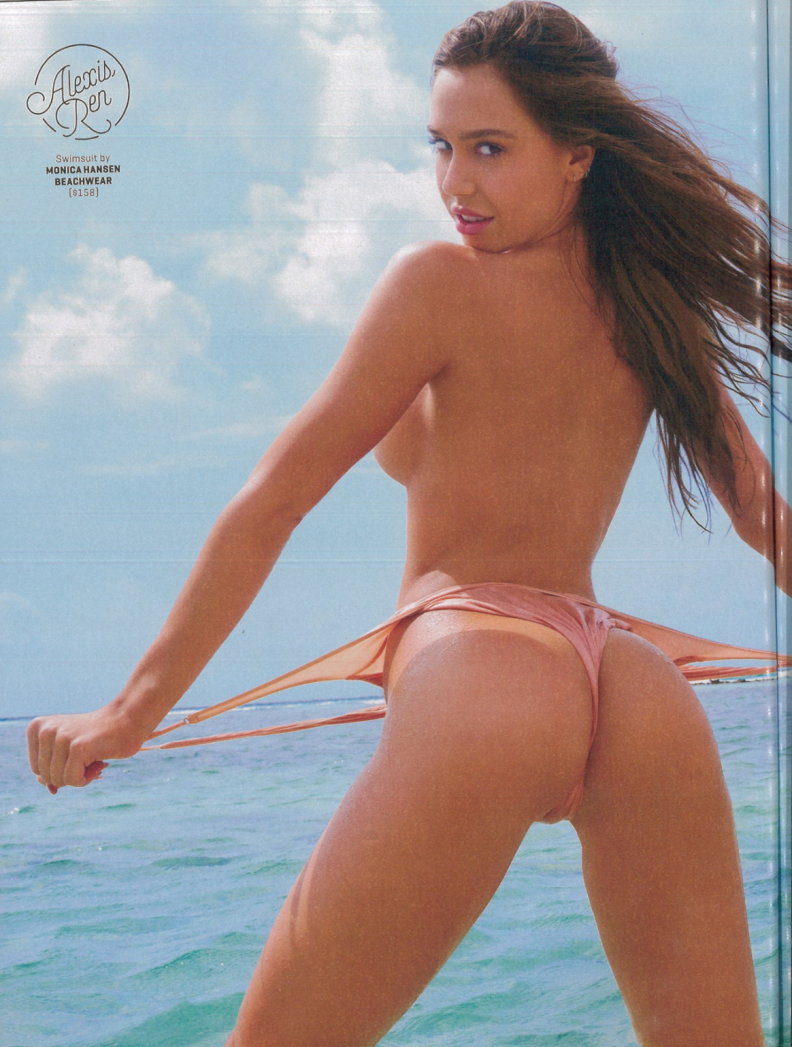 Alexis
Ren
Swimsuit by
MONICA HANSEN
BEACHWEAR
($158)